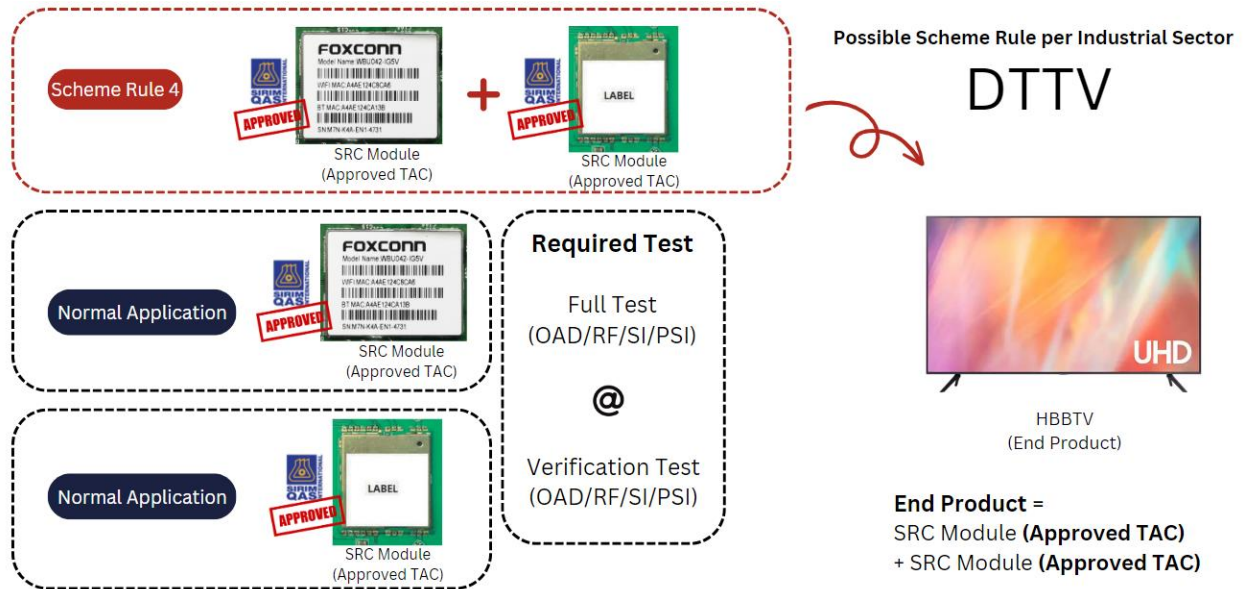 Possible Scheme Rule per Industrial Sector
DTTV
Scheme Rule 4
SIRIM
QAS
INTERNATIONAL
APPROVED
FOXCONN
Model Name:WBU042-IG5V
WIFI MAC:A4AE124C8CA6
BT MAC:A4AE124CA13B
SN:M7N-K4A-EN1-4731
SRC Module
(Approved TAC)
+
SIRIM
QAS
INTERNATIONAL
APPROVED
LABEL
SRC Module
(Approved TAC)
Normal Application
SIRIM
QAS
INTERNATIONAL
APPROVED
FOXCONN
Model Name:WBU042-IG5V
WIFI MAC:A4AE124C8CA6
BT MAC:A4AE124CA13B
SN:M7N-K4A-EN1-4731
SRC Module
(Approved TAC)
Normal Application
SIRIM
QAS
INTERNATIONAL
APPROVED
LABEL
SRC Module
(Approved TAC)
Required Test
Full Test
(OAD/RF/SI/PSI)
@
Verification Test
(OAD/RF/SI/PSI)
UHD
HBBTV
(End Product)
End Product =
SRC Module (Approved TAC)
+ SRC Module (Approved TAC)